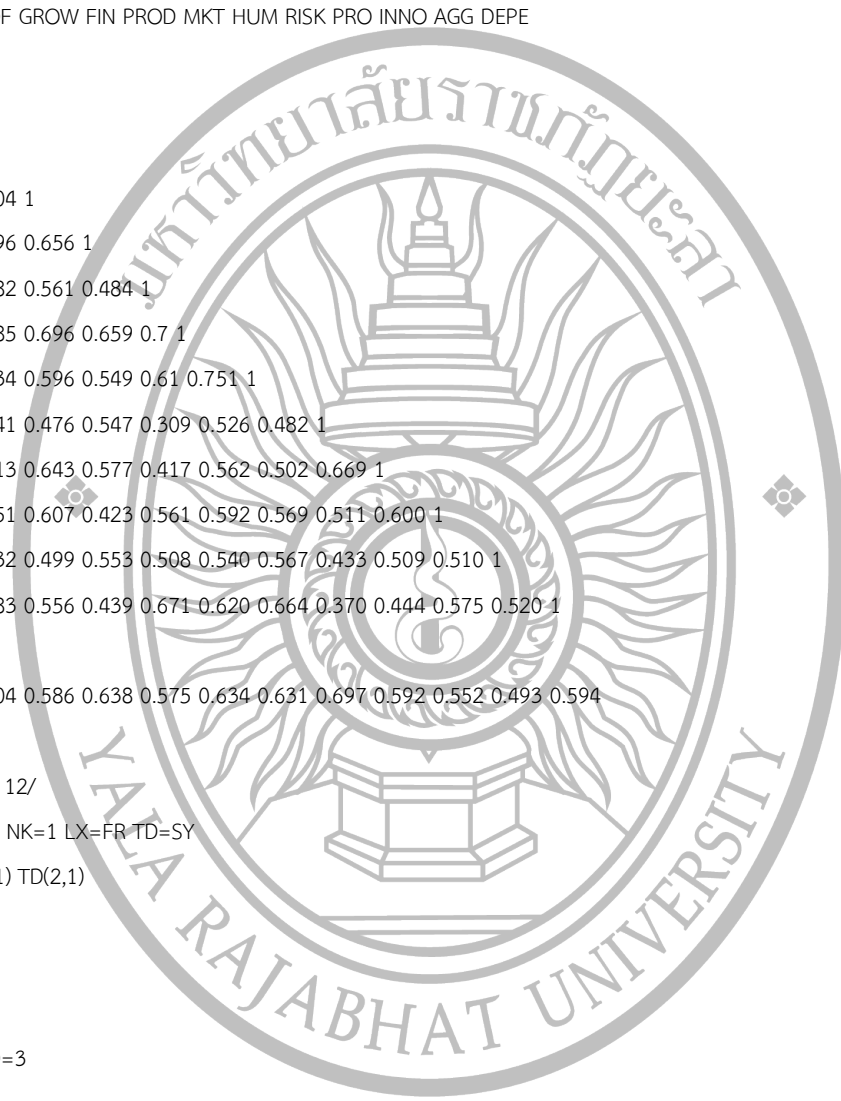 F GROW FIN PROD MKT HUM RISK PRO INNO AGG DEPE
มหาวิทยาลัยราชภัฏยะลา
04 1
96 0.656 1
82 0.561 0.484 1
85 0.696 0.659 0.7 1
84 0.596 0.549 0.61 0.751 1
41 0.476 0.547 0.309 0.526 0.482 1
13 0.643 0.577 0.417 0.562 0.502 0.669 1
51 0.607 0.423 0.561 0.592 0.569 0.511 0.600 1
32 0.499 0.553 0.508 0.540 0.567 0.433 0.509 0.510 1
83 0.556 0.439 0.671 0.620 0.664 0.370 0.444 0.575 0.520 1
04 0.586 0.638 0.575 0.634 0.631 0.697 0.592 0.552 0.493 0.594
12/
NK=1 LX=FR TD=SY
1) TD(2,1)
=3
YALA RAJABHAT UNIVERSITY